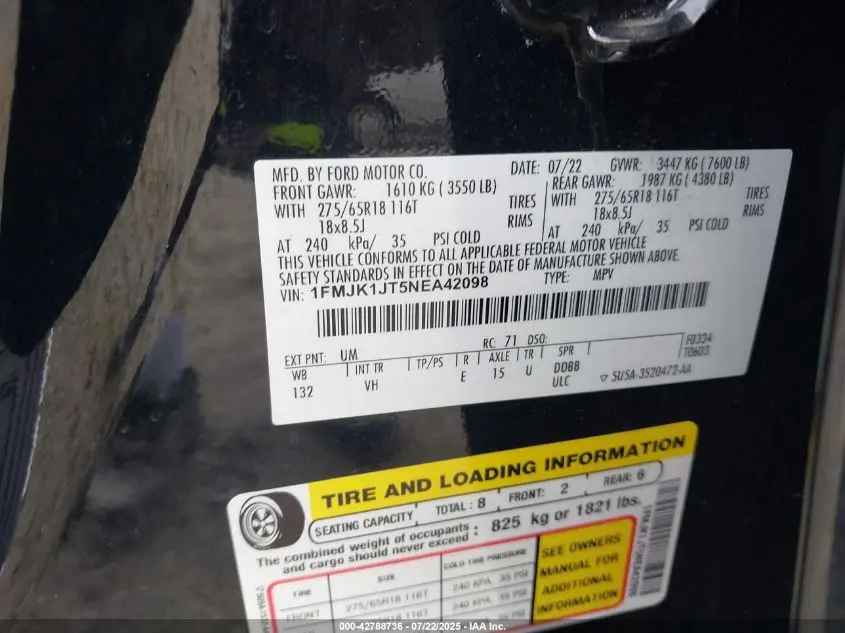 MFD. BY FORD MOTOR CO. DATE: 07/22 GVWR: 3447 KG ( 7600 LB)
FRONT GAWR: 1610 KG ( 3550 LB) REAR GAWR: 1987 KG ( 4380 LB)
WITH 275/65R18 116T TIRES WITH 275/65R18 116T TIRES
18x8.5J RIMS 18x8.5J RIMS
AT 240 kPa/ 35 PSI COLD AT 240 kPa/ 35 PSI COLD
THIS VEHICLE CONFORMS TO ALL APPLICABLE FEDERAL MOTOR VEHICLE
SAFETY STANDARDS IN EFFECT ON THE DATE OF MANUFACTURE SHOWN ABOVE.
VIN: 1FMJK1JT5NEA42098 TYPE: MPV
EXT PNT: UM RC: 71 DSO: F0334
WB INT TR TP/PS R AXLE TR SPR T0603
132 VH E 15 U DDBB
ULC ▽ 5U5A-3520472-AA
TIRE AND LOADING INFORMATION
SEATING CAPACITY TOTAL : 8 FRONT: 2 REAR: 6
The combined weight of occupants and cargo should never exceed : 825 kg or 1821 lbs.
TIRE SIZE COLD TIRE PRESSURE
FRONT 275/65R18 116T 240 KPA, 35 PSI
275/65R18 116T 240 KPA, 35 PSI
SEE OWNERS
MANUAL FOR
ADDITIONAL
INFORMATION
000-42788736 - 07/22/2025 - IAAI, Inc.